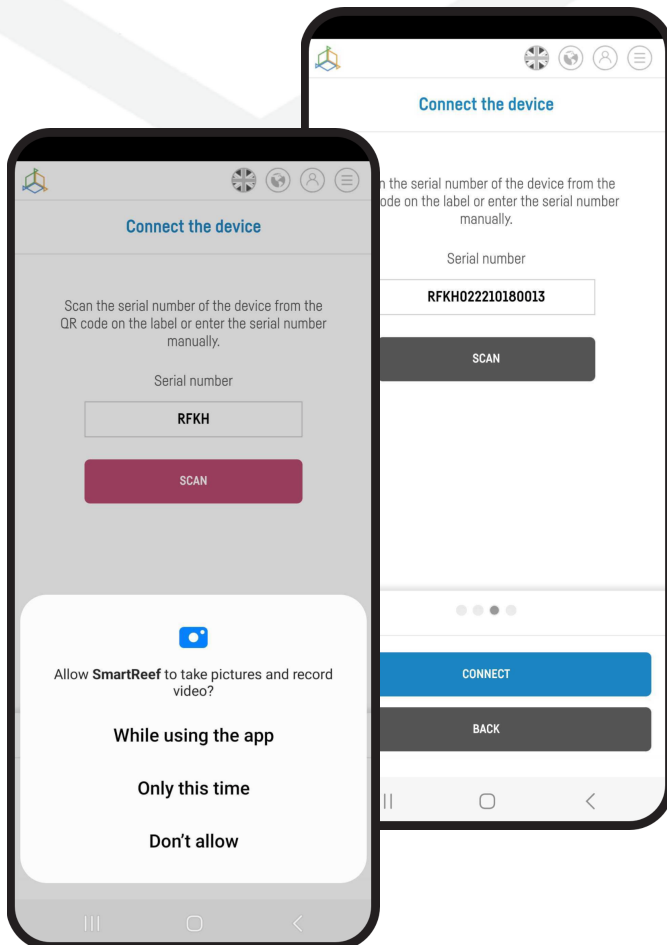 Connect the device
Scan the serial number of the device from the
QR code on the label or enter the serial number
manually.
Serial number
RFKH
SCAN
Allow SmartReef to take pictures and record
video?
While using the app
Only this time
Don't allow
Connect the device
the serial number of the device from the
on the label or enter the serial number
manually.
Serial number
RFKH022210180013
SCAN
CONNECT
BACK